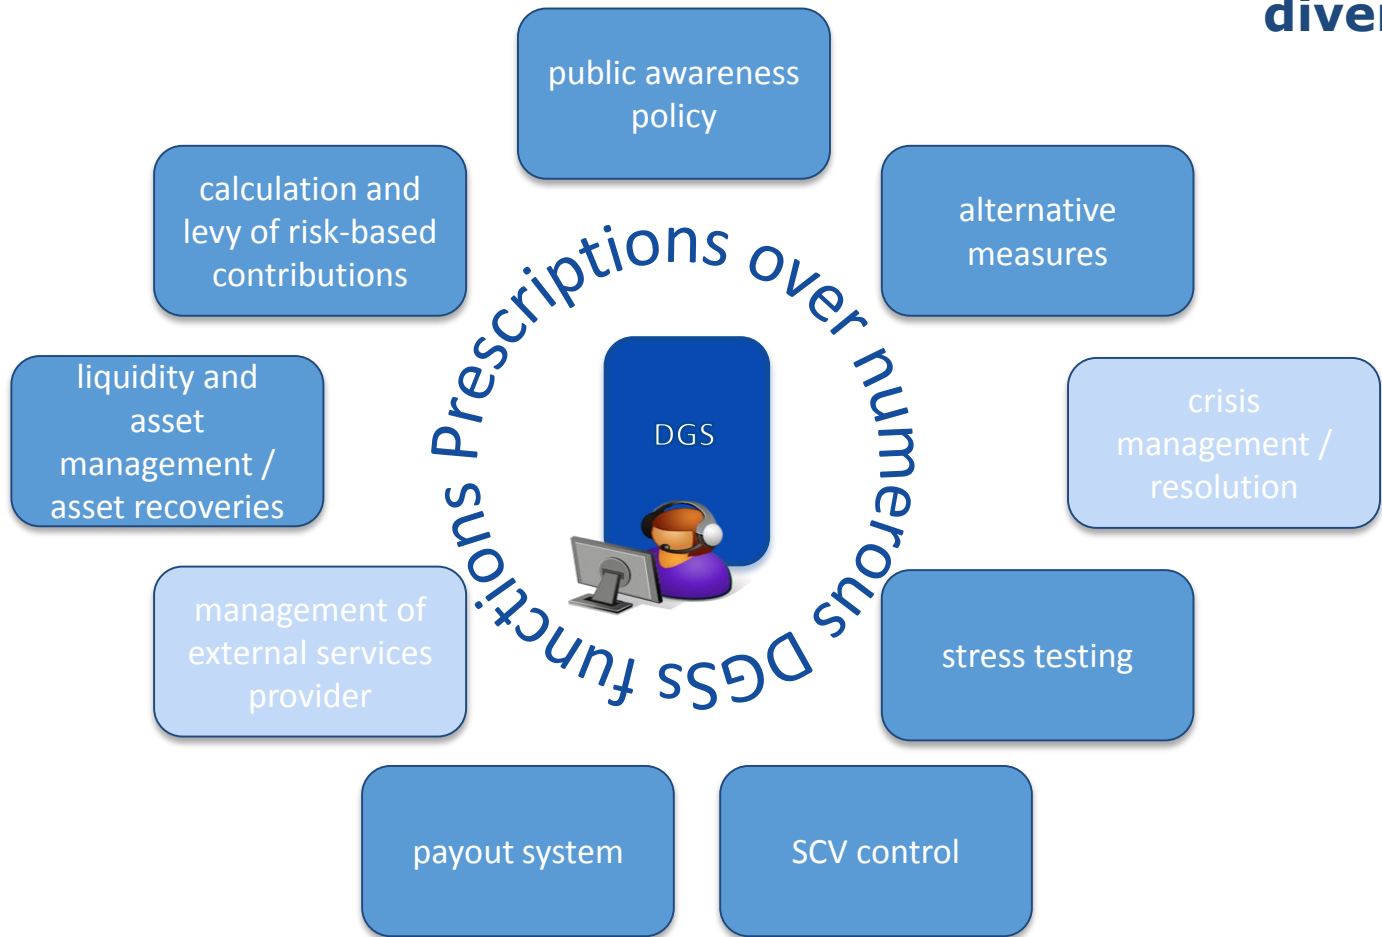 public awareness
policy
calculation and
levy of risk-based
contributions
alternative
measures
Prescriptions over numerous DGSs functions
liquidity and
asset
management /
asset recoveries
DGS
crisis
management /
resolution
management of
external services
provider
stress testing
payout system
SCV control